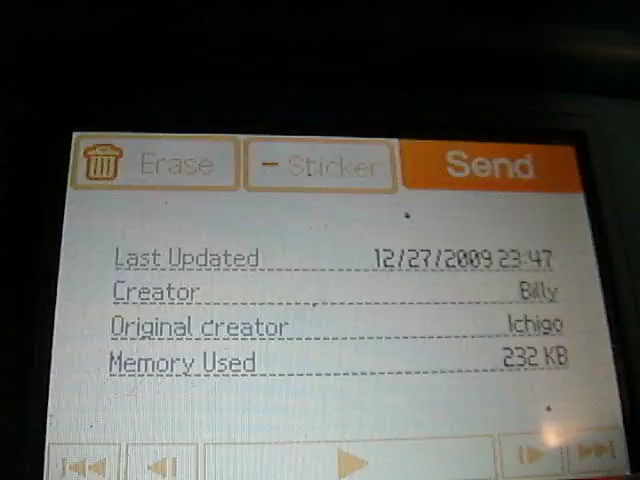 Erase - Sticker Send
Last Updated 12/27/2009 23:47
Creator Billy
Original creator Ichigo
Memory Used 232 KB